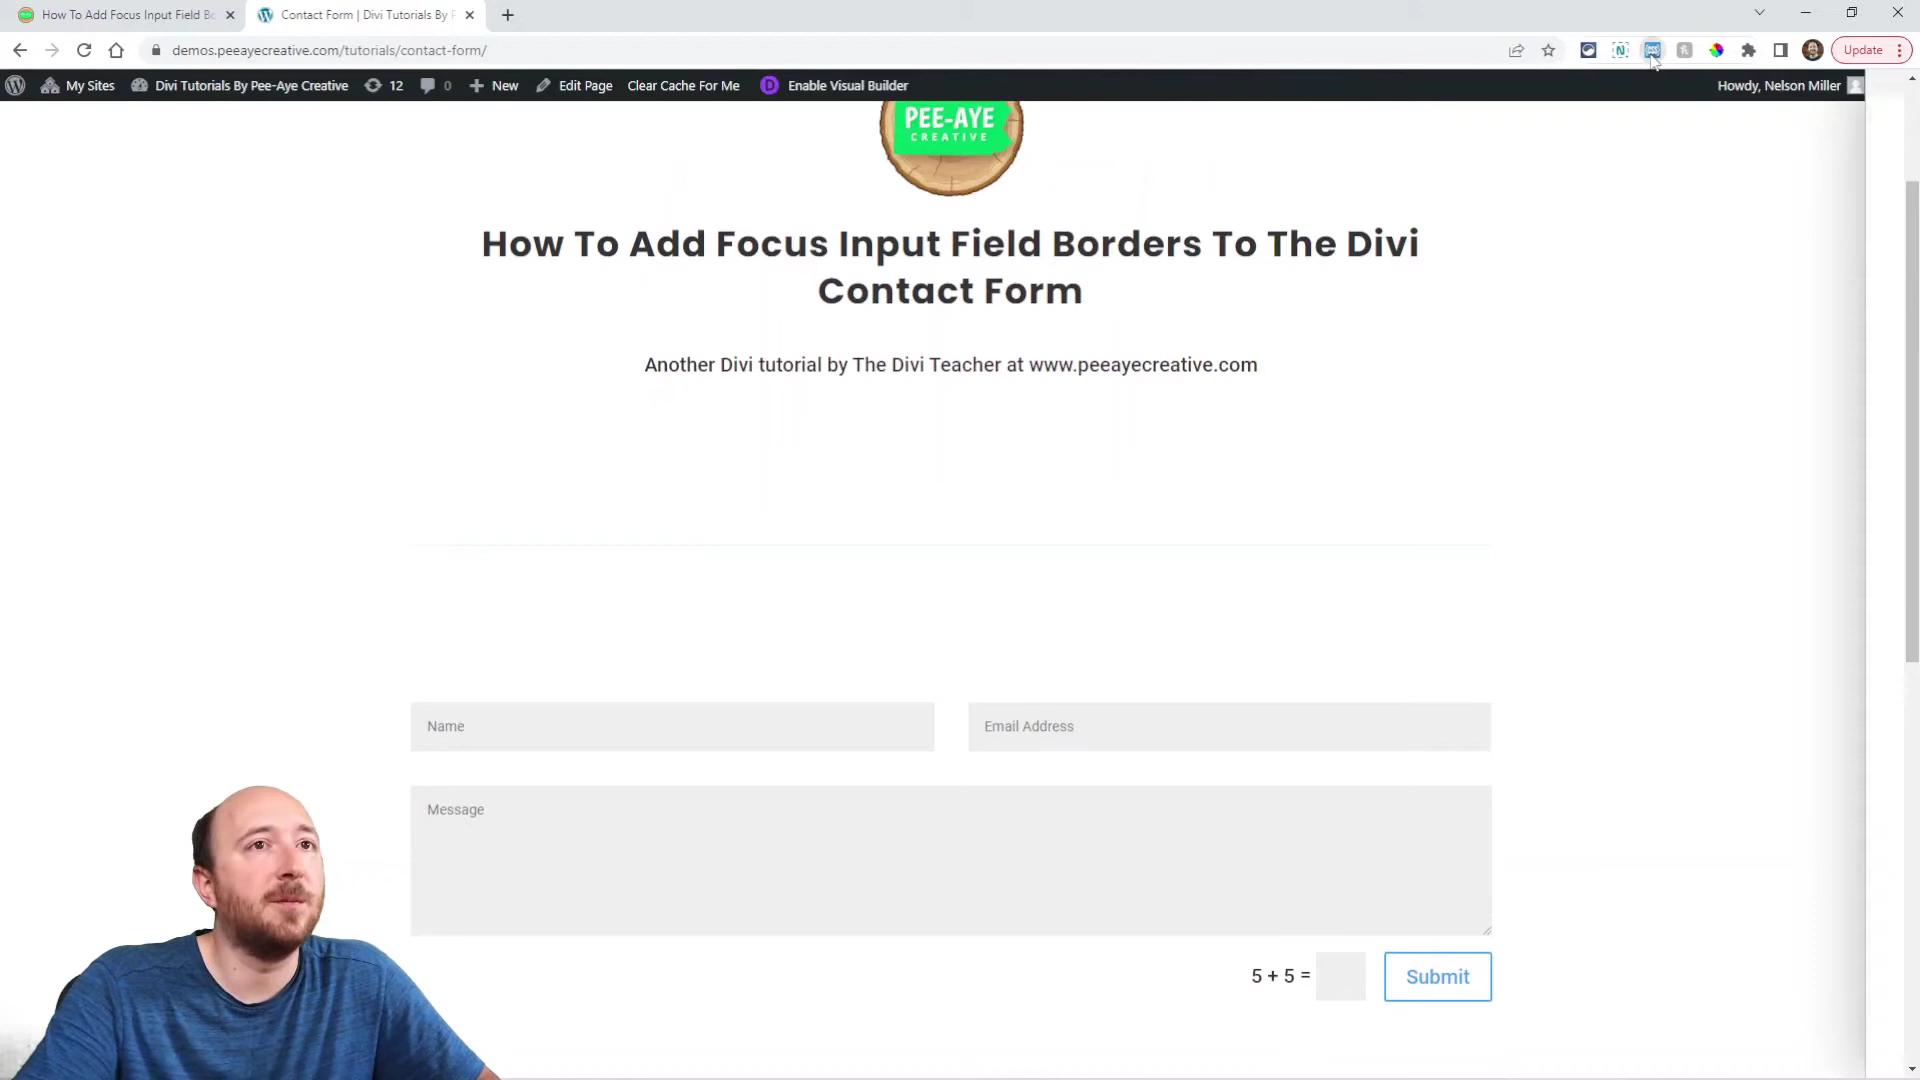 How To Add Focus Input Field Bo
Contact Form | Divi Tutorials By P
demos.peeayecreative.com/tutorials/contact-form/
Update
My Sites
Divi Tutorials By Pee-Aye Creative
12
0
New
Edit Page
Clear Cache For Me
D
Enable Visual Builder
Howdy, Nelson Miller
PEE-AYE
CREATIVE
How To Add Focus Input Field Borders To The Divi
Contact Form
Another Divi tutorial by The Divi Teacher at www.peeayecreative.com
Name
Email Address
Message
5 + 5 =
Submit